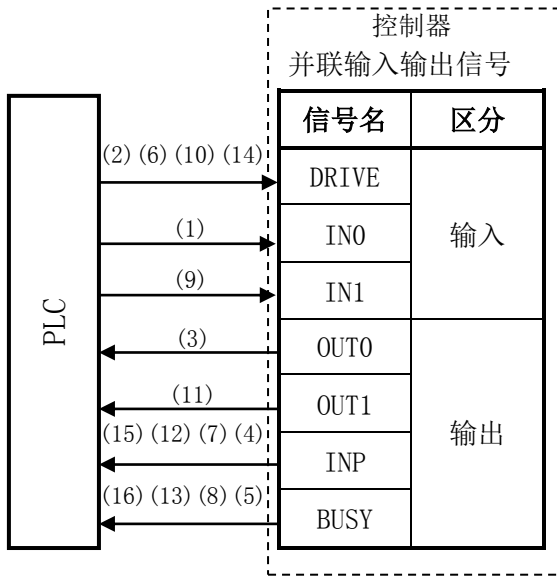 控制器
并联输入输出信号
信号名 区分
(2) (6) (10) (14)
DRIVE
(1)
IN0
输入
(9)
IN1
PLC
(3)
OUT0
(11)
OUT1
(15) (12) (7) (4)
INP
输出
(16) (13) (8) (5)
BUSY